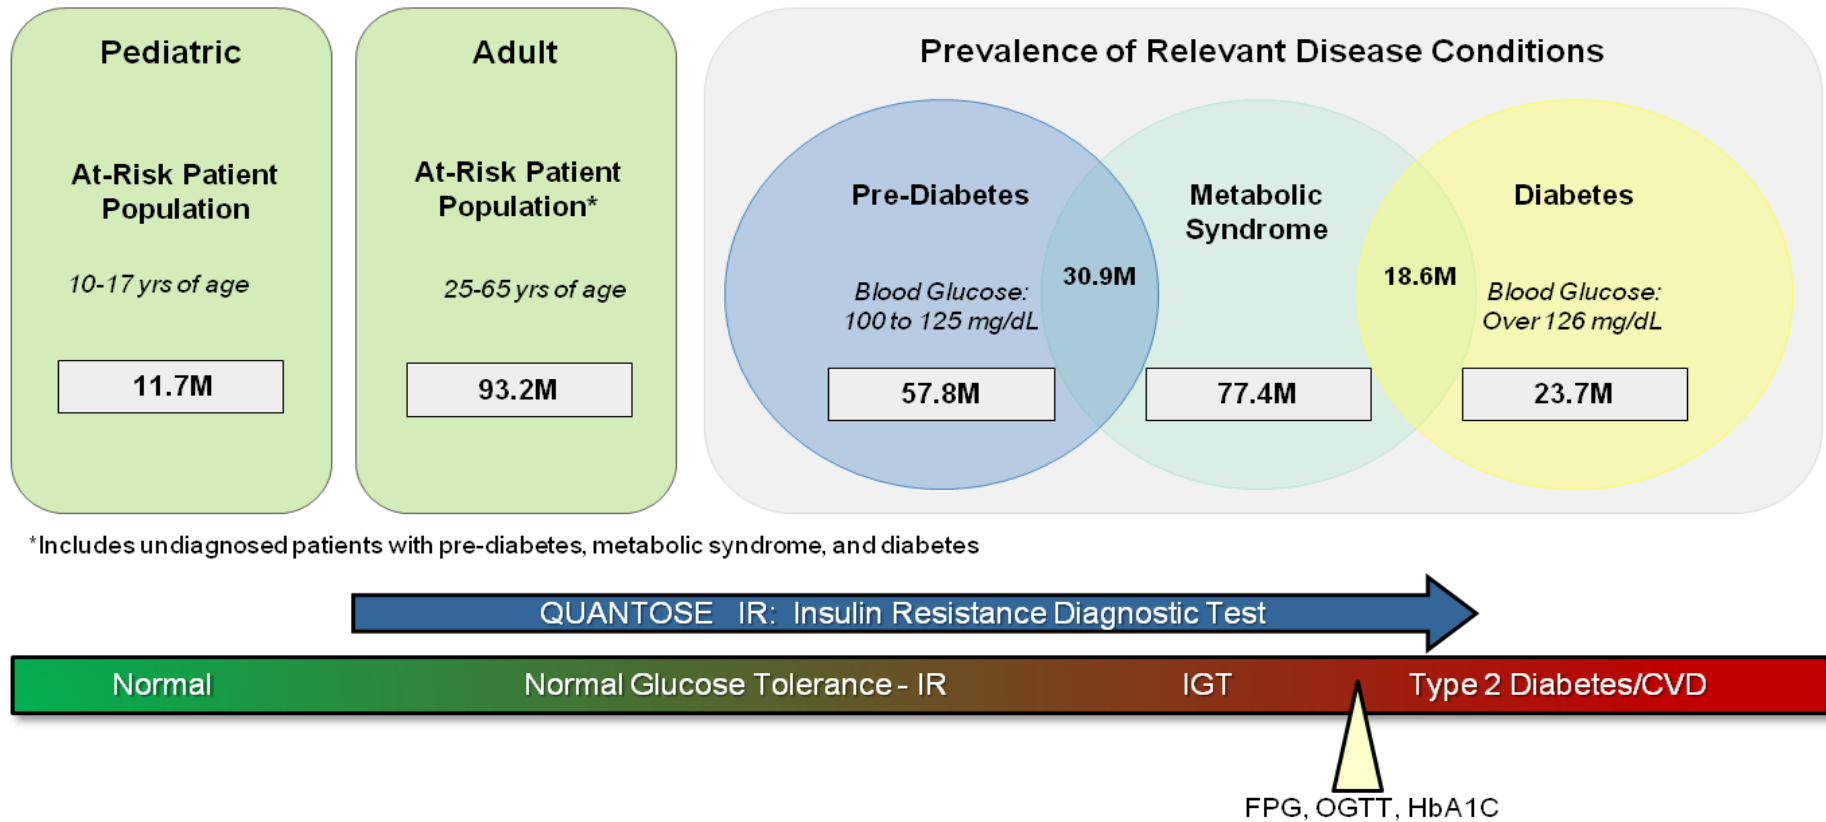 Pediatric
At-Risk Patient
Population
10-17 yrs of age
11.7M
Adult
At-Risk Patient
Population*
25-65 yrs of age
93.2M
Prevalence of Relevant Disease Conditions
Pre-Diabetes
Blood Glucose:
100 to 125 mg/dL
57.8M
30.9M
Metabolic
Syndrome
77.4M
18.6M
Diabetes
Blood Glucose:
Over 126 mg/dL
23.7M
*Includes undiagnosed patients with pre-diabetes, metabolic syndrome, and diabetes
QUANTOSE IR: Insulin Resistance Diagnostic Test
Normal
Normal Glucose Tolerance - IR
IGT
Type 2 Diabetes/CVD
FPG, OGTT, HbA1C